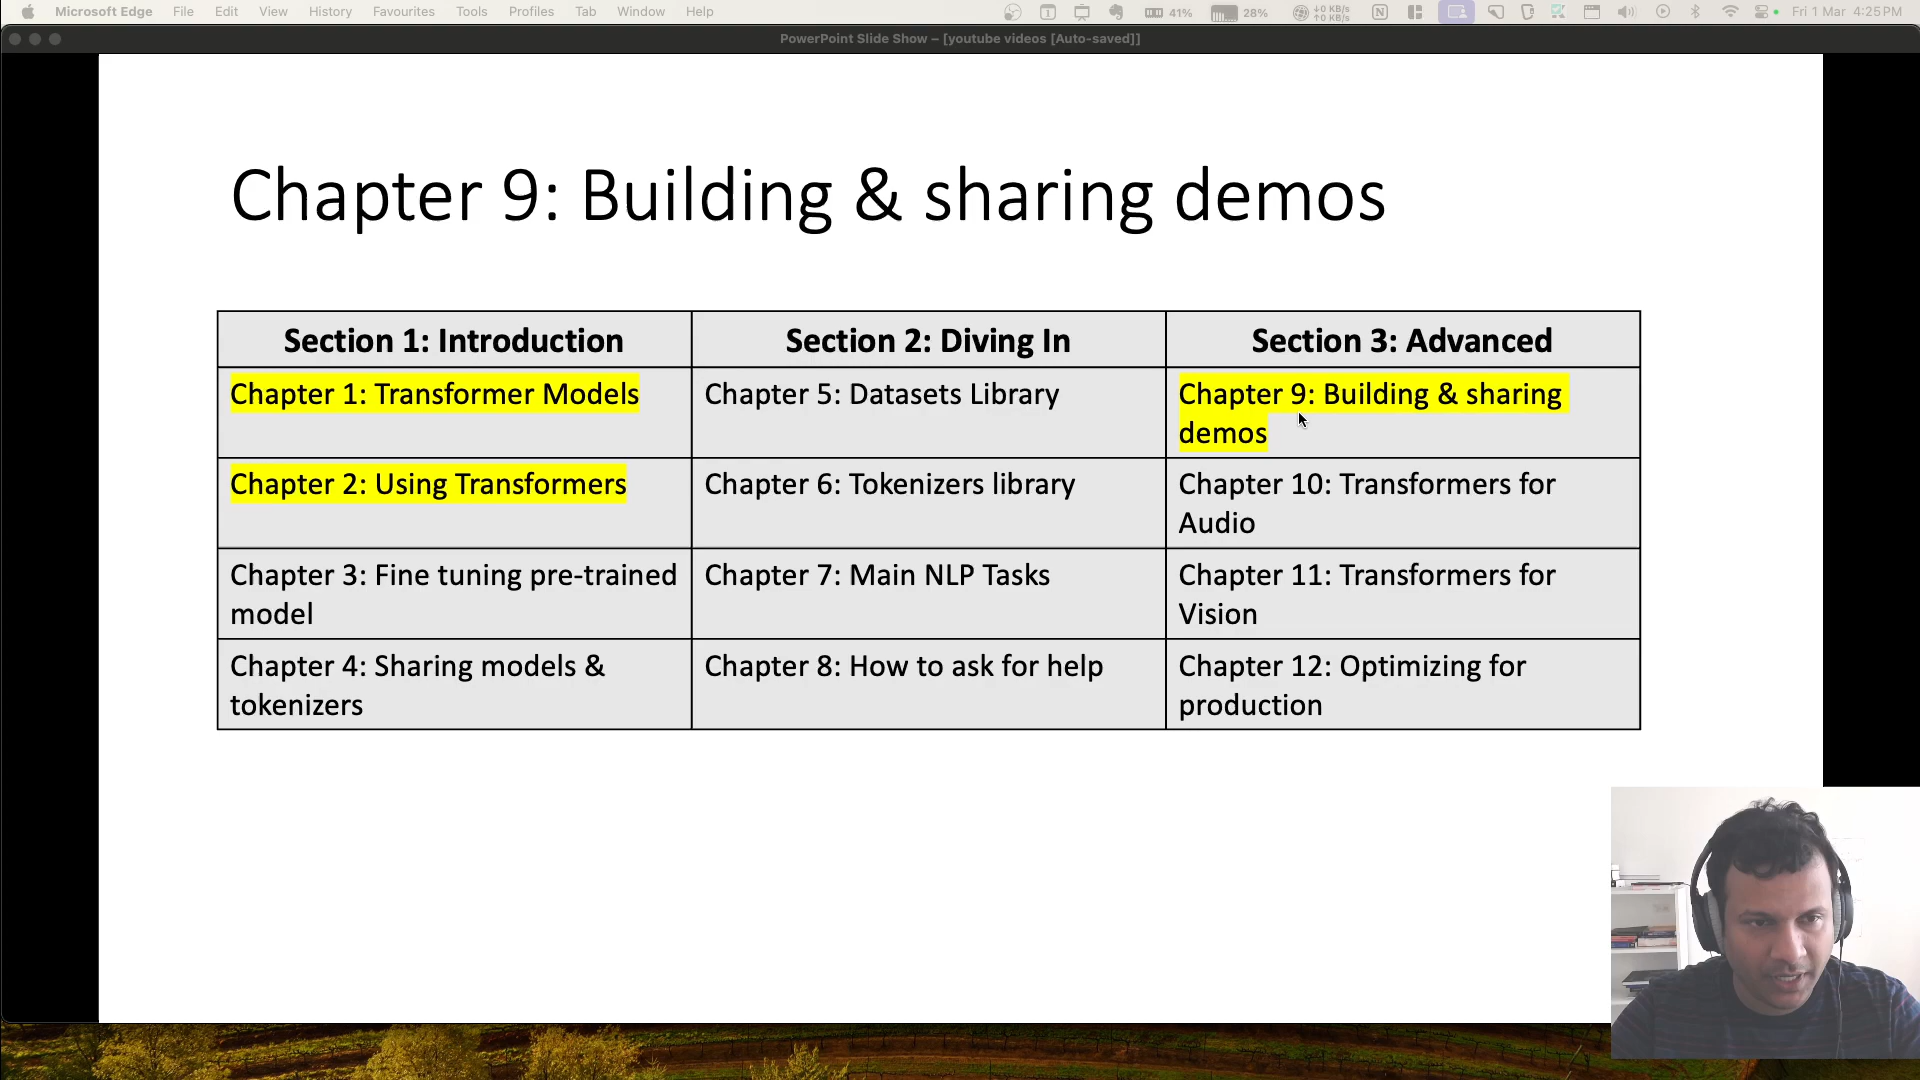 Microsoft Edge File Edit View History Favourites Tools Profiles Tab Window Help 41% 28% Fri 1 Mar 4:25 PM
PowerPoint Slide Show – [youtube videos [Auto-saved]]
Chapter 9: Building & sharing demos
Section 1: Introduction
Section 2: Diving In
Section 3: Advanced
Chapter 1: Transformer Models
Chapter 5: Datasets Library
Chapter 9: Building & sharing
demos
Chapter 2: Using Transformers
Chapter 6: Tokenizers library
Chapter 10: Transformers for
Audio
Chapter 3: Fine tuning pre-trained
model
Chapter 7: Main NLP Tasks
Chapter 11: Transformers for
Vision
Chapter 4: Sharing models &
tokenizers
Chapter 8: How to ask for help
Chapter 12: Optimizing for
production